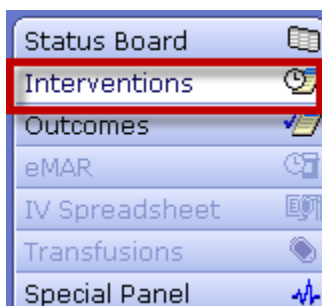 Status Board
Interventions
Outcomes
eMAR
IV Spreadsheet
Transfusions
Special Panel